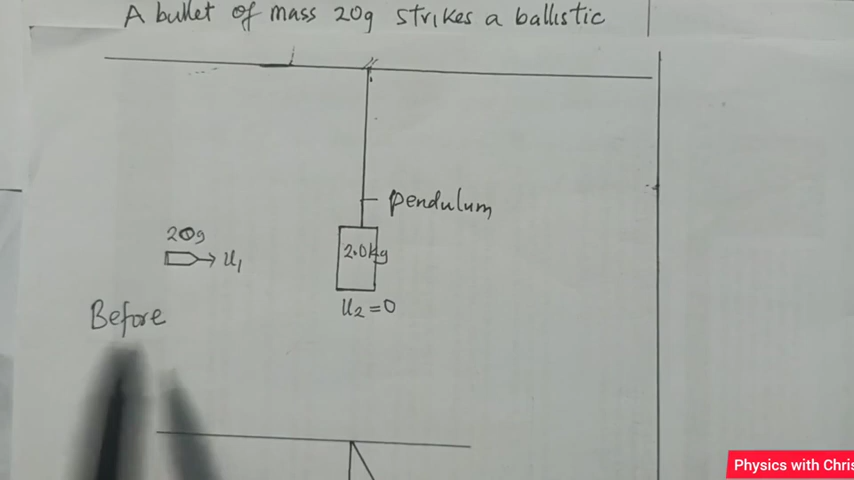 A bullet of mass 20g strikes a ballistic
pendulum
20g
u₁
2.0kg
u₂=0
Before
Physics with Chris